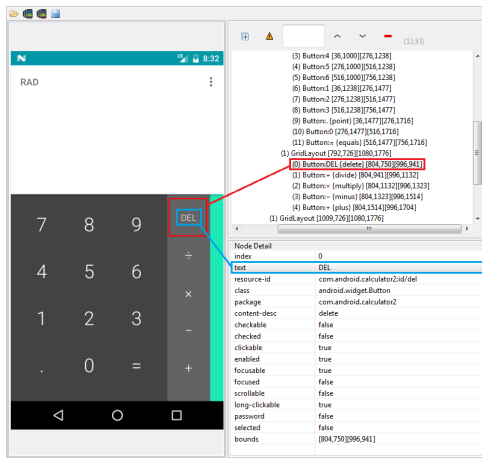 (13,93)
8:32
RAD
7 8 9 DEL
4 5 6 ÷
1 2 3 ×
−
. 0 = +
(3) Button:4 [36,1000][276,1238]
(4) Button:5 [276,1000][516,1238]
(5) Button:6 [516,1000][756,1238]
(6) Button:1 [36,1238][276,1477]
(7) Button:2 [276,1238][516,1477]
(8) Button:3 [516,1238][756,1477]
(9) Button:. {point} [36,1477][276,1716]
(10) Button:0 [276,1477][516,1716]
(11) Button:= {equals} [516,1477][756,1716]
(1) GridLayout [792,726][1080,1776]
(0) Button:DEL {delete} [804,750][996,941]
(1) Button:÷ {divide} [804,941][996,1132]
(2) Button:× {multiply} [804,1132][996,1323]
(3) Button:− {minus} [804,1323][996,1514]
(4) Button:+ {plus} [804,1514][996,1704]
(1) GridLayout [1009,726][1080,1776]
Node Detail
index 0
text DEL
resource-id com.android.calculator2:id/del
class android.widget.Button
package com.android.calculator2
content-desc delete
checkable false
checked false
clickable true
enabled true
focusable true
focused false
scrollable false
long-clickable true
password false
selected false
bounds [804,750][996,941]